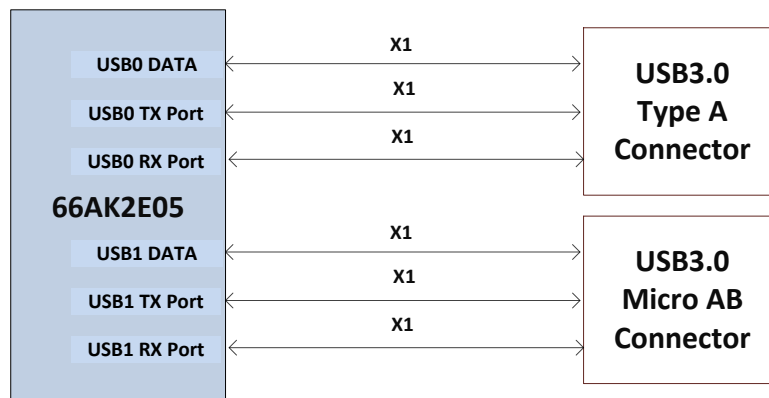 USB0 DATA
X1
USB0 TX Port
X1
USB0 RX Port
X1
USB3.0
Type A
Connector
66AK2E05
USB1 DATA
X1
USB1 TX Port
X1
USB1 RX Port
X1
USB3.0
Micro AB
Connector